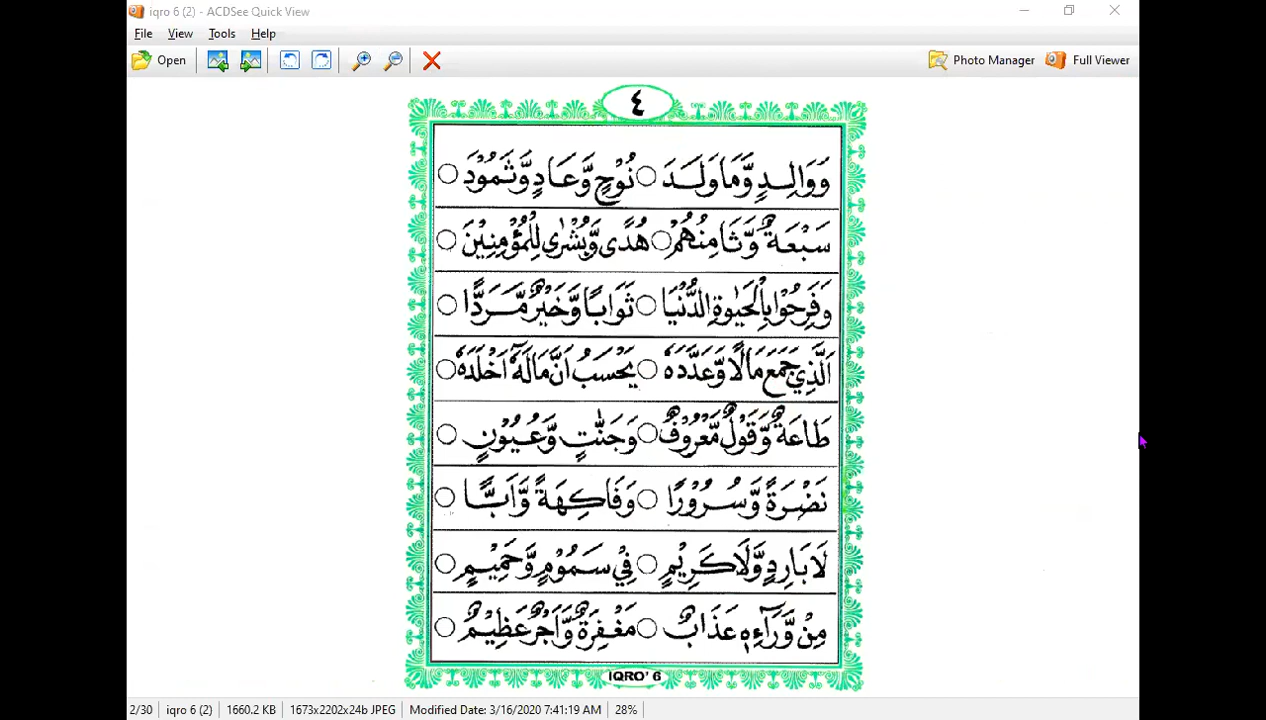 iqro 6 (2) - ACDSee Quick View
File View Tools Help
Open Photo Manager Full Viewer
٤
وَوَالِدٍ وَّمَا وَلَدَ ○ نُوْحٍ وَّعَادٍ وَّثَمُوْدَ ○
سَبْعَةٌ وَّثَامِنُهُمْ ○ هُدًى وَّبُشْرٰى لِلْمُؤْمِنِيْنَ ○
وَفَرِحُوْا بِالْحَيٰوةِ الدُّنْيَا ○ ثَوَابًا وَّخَيْرٌ مَّرَدًّا ○
اَلَّذِيْ جَمَعَ مَالًا وَّعَدَّدَهٗ ○ يَحْسَبُ اَنَّ مَالَهٗٓ اَخْلَدَهٗ ○
طَاعَةٌ وَّقَوْلٌ مَّعْرُوْفٌ ○ وَجَنّٰتٍ وَّعُيُوْنٍ ○
نَضْرَةً وَّسُرُوْرًا ○ وَفَاكِهَةً وَّاَبًّا ○
لَا بَارِدٍ وَّلَا كَرِيْمٍ ○ فِيْ سَمُوْمٍ وَّحَمِيْمٍ ○
مِنْ وَّرَآءِهٖ عَذَابٌ ○ مَغْفِرَةٌ وَّاَجْرٌ عَظِيْمٌ ○
IQRO' 6
2/30 iqro 6 (2) 1660.2 KB 1673x2202x24b JPEG Modified Date: 3/16/2020 7:41:19 AM 28%